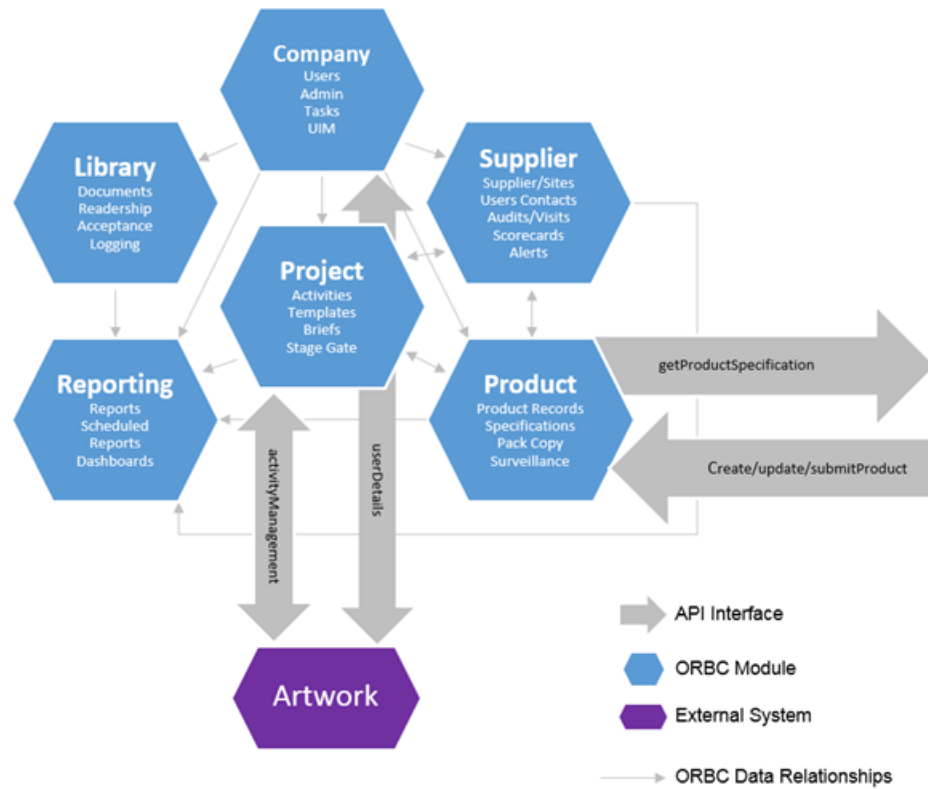 Company
Users
Admin
Tasks
UIM
Library
Documents
Readership
Acceptance
Logging
Supplier
Supplier/Sites
Users Contacts
Audits/Visits
Scorecards
Alerts
Project
Activities
Templates
Briefs
Stage Gate
Reporting
Reports
Scheduled
Reports
Dashboards
Product
Product Records
Specifications
Pack Copy
Surveillance
getProductSpecification
Create/update/submitProduct
activityManagement
userDetails
Artwork
API Interface
ORBC Module
External System
ORBC Data Relationships